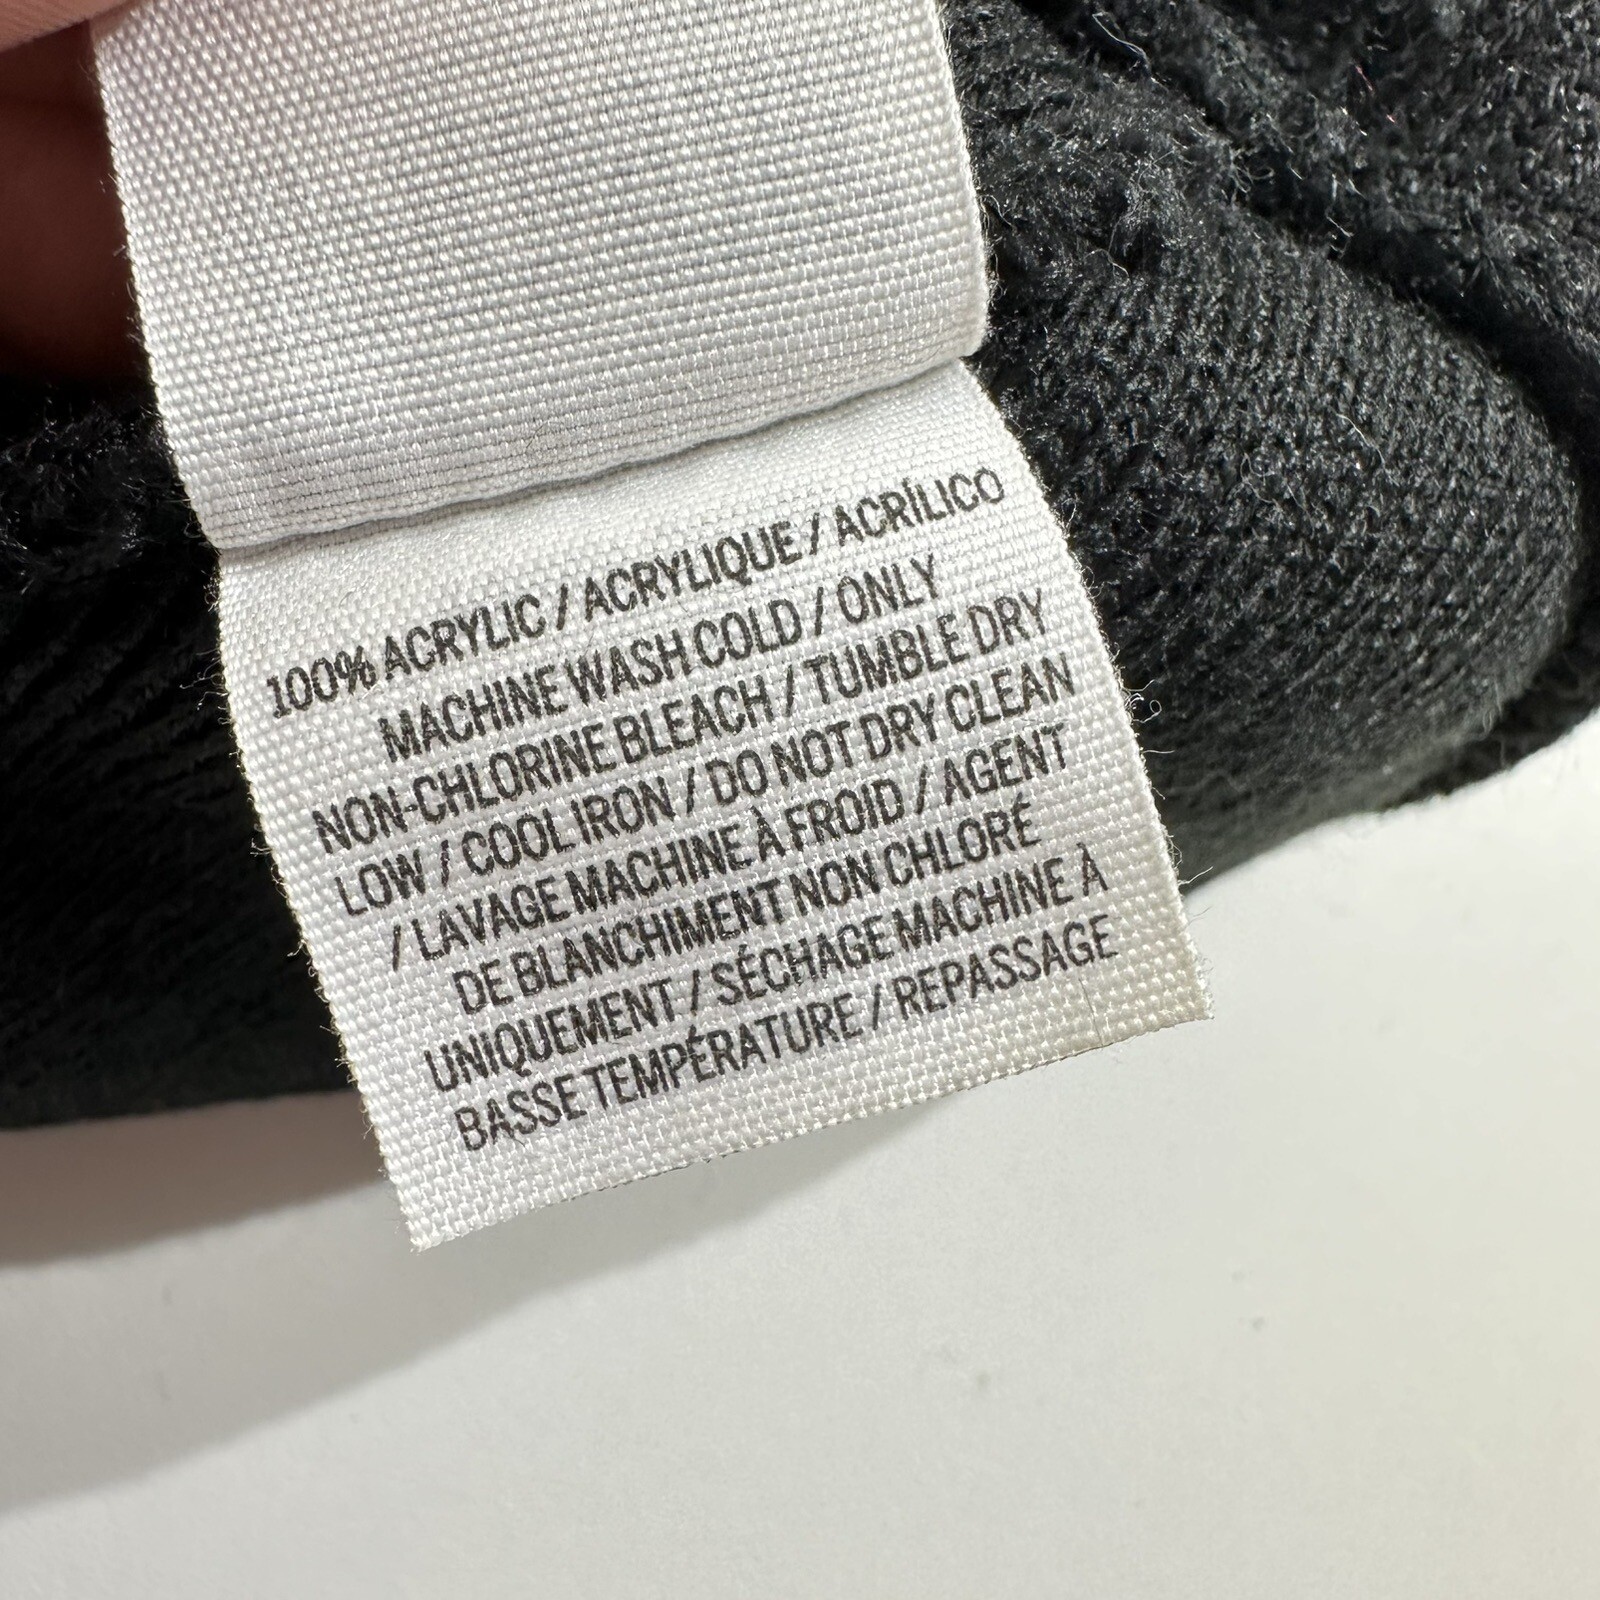 100% ACRYLIC / ACRYLIQUE / ACRÍLICO
MACHINE WASH COLD / ONLY
NON-CHLORINE BLEACH / TUMBLE DRY
LOW / COOL IRON / DO NOT DRY CLEAN
/ LAVAGE MACHINE À FROID / AGENT
DE BLANCHIMENT NON CHLORÉ
UNIQUEMENT / SÉCHAGE MACHINE À
BASSE TEMPÉRATURE / REPASSAGE